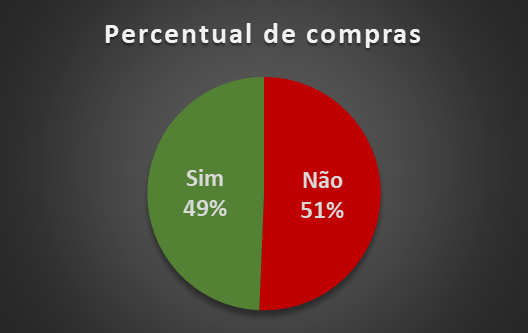 Percentual de compras
Sim
49%
Não
51%